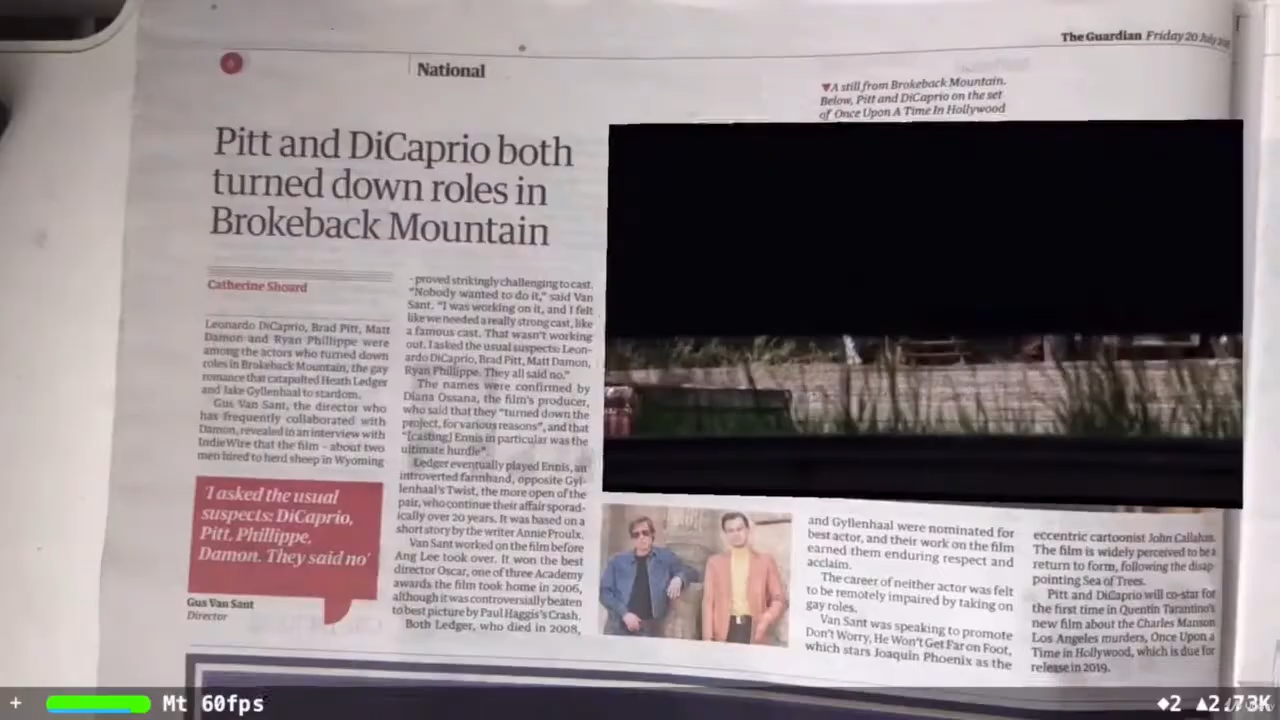 The Guardian Friday 20 July
National
▼A still from Brokeback Mountain.
Below, Pitt and DiCaprio on the set
of Once Upon A Time In Hollywood
Pitt and DiCaprio both
turned down roles in
Brokeback Mountain
Catherine Shoard
Leonardo DiCaprio, Brad Pitt, Matt
Damon and Ryan Phillippe were
among the actors who turned down
roles in Brokeback Mountain, the gay
romance that catapulted Heath Ledger
and Jake Gyllenhaal to stardom.
Gus Van Sant, the director who
has frequently collaborated with
Damon, revealed in an interview with
IndieWire that the film – about two
men hired to herd sheep in Wyoming
'I asked the usual
suspects: DiCaprio,
Pitt, Phillippe,
Damon. They said no'
Gus Van Sant
Director
- proved strikingly challenging to cast.
"Nobody wanted to do it," said Van
Sant. "I was working on it, and I felt
like we needed a really strong cast, like
a famous cast. That wasn't working
out. I asked the usual suspects: Leon-
ardo DiCaprio, Brad Pitt, Matt Damon,
Ryan Phillippe. They all said no."
The names were confirmed by
Diana Ossana, the film's producer,
who said that they "turned down the
project, for various reasons", and that
"[casting] Ennis in particular was the
ultimate hurdle".
Ledger eventually played Ennis, an
introverted farmhand, opposite Gyl-
lenhaal's Twist, the more open of the
pair, who continue their affair sporad-
ically over 20 years. It was based on a
short story by the writer Annie Proulx.
Van Sant worked on the film before
Ang Lee took over. It won the best
director Oscar, one of three Academy
awards the film took home in 2006,
although it was controversially beaten
to best picture by Paul Haggis's Crash.
Both Ledger, who died in 2008,
and Gyllenhaal were nominated for
best actor, and their work on the film
earned them enduring respect and
acclaim.
The career of neither actor was felt
to be remotely impaired by taking on
gay roles.
Van Sant was speaking to promote
Don't Worry, He Won't Get Far on Foot,
which stars Joaquin Phoenix as the
eccentric cartoonist John Callahan.
The film is widely perceived to be a
return to form, following the disap-
pointing Sea of Trees.
Pitt and DiCaprio will co-star for
the first time in Quentin Tarantino's
new film about the Charles Manson
Los Angeles murders, Once Upon a
Time in Hollywood, which is due for
release in 2019.
+ Mt 60fps ◆2 ▲2.73K